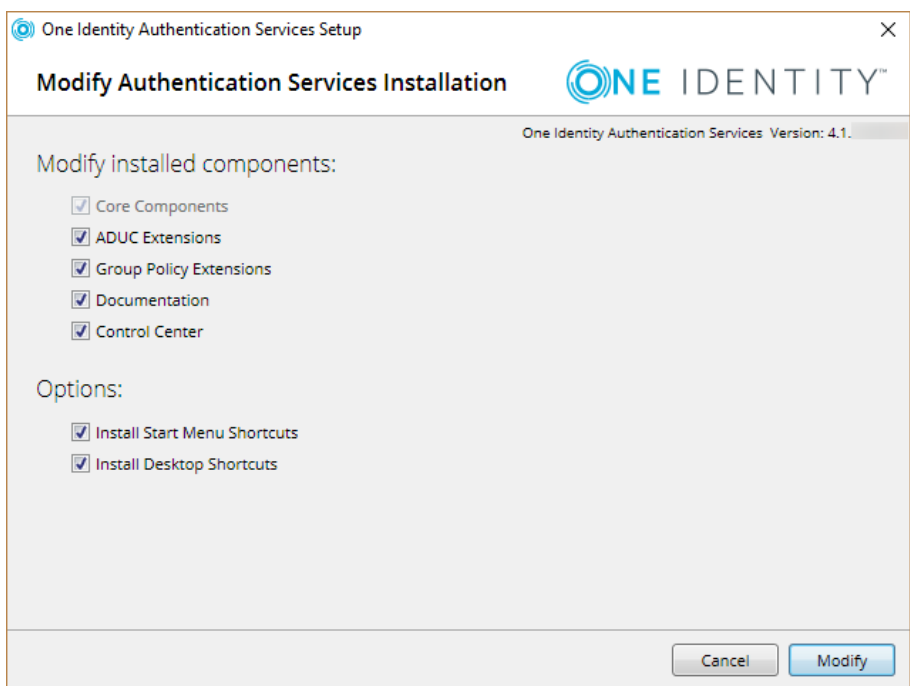 One Identity Authentication Services Setup
Modify Authentication Services Installation
ONE IDENTITY™
One Identity Authentication Services Version: 4.1.
Modify installed components:
Core Components
ADUC Extensions
Group Policy Extensions
Documentation
Control Center
Options:
Install Start Menu Shortcuts
Install Desktop Shortcuts
Cancel
Modify